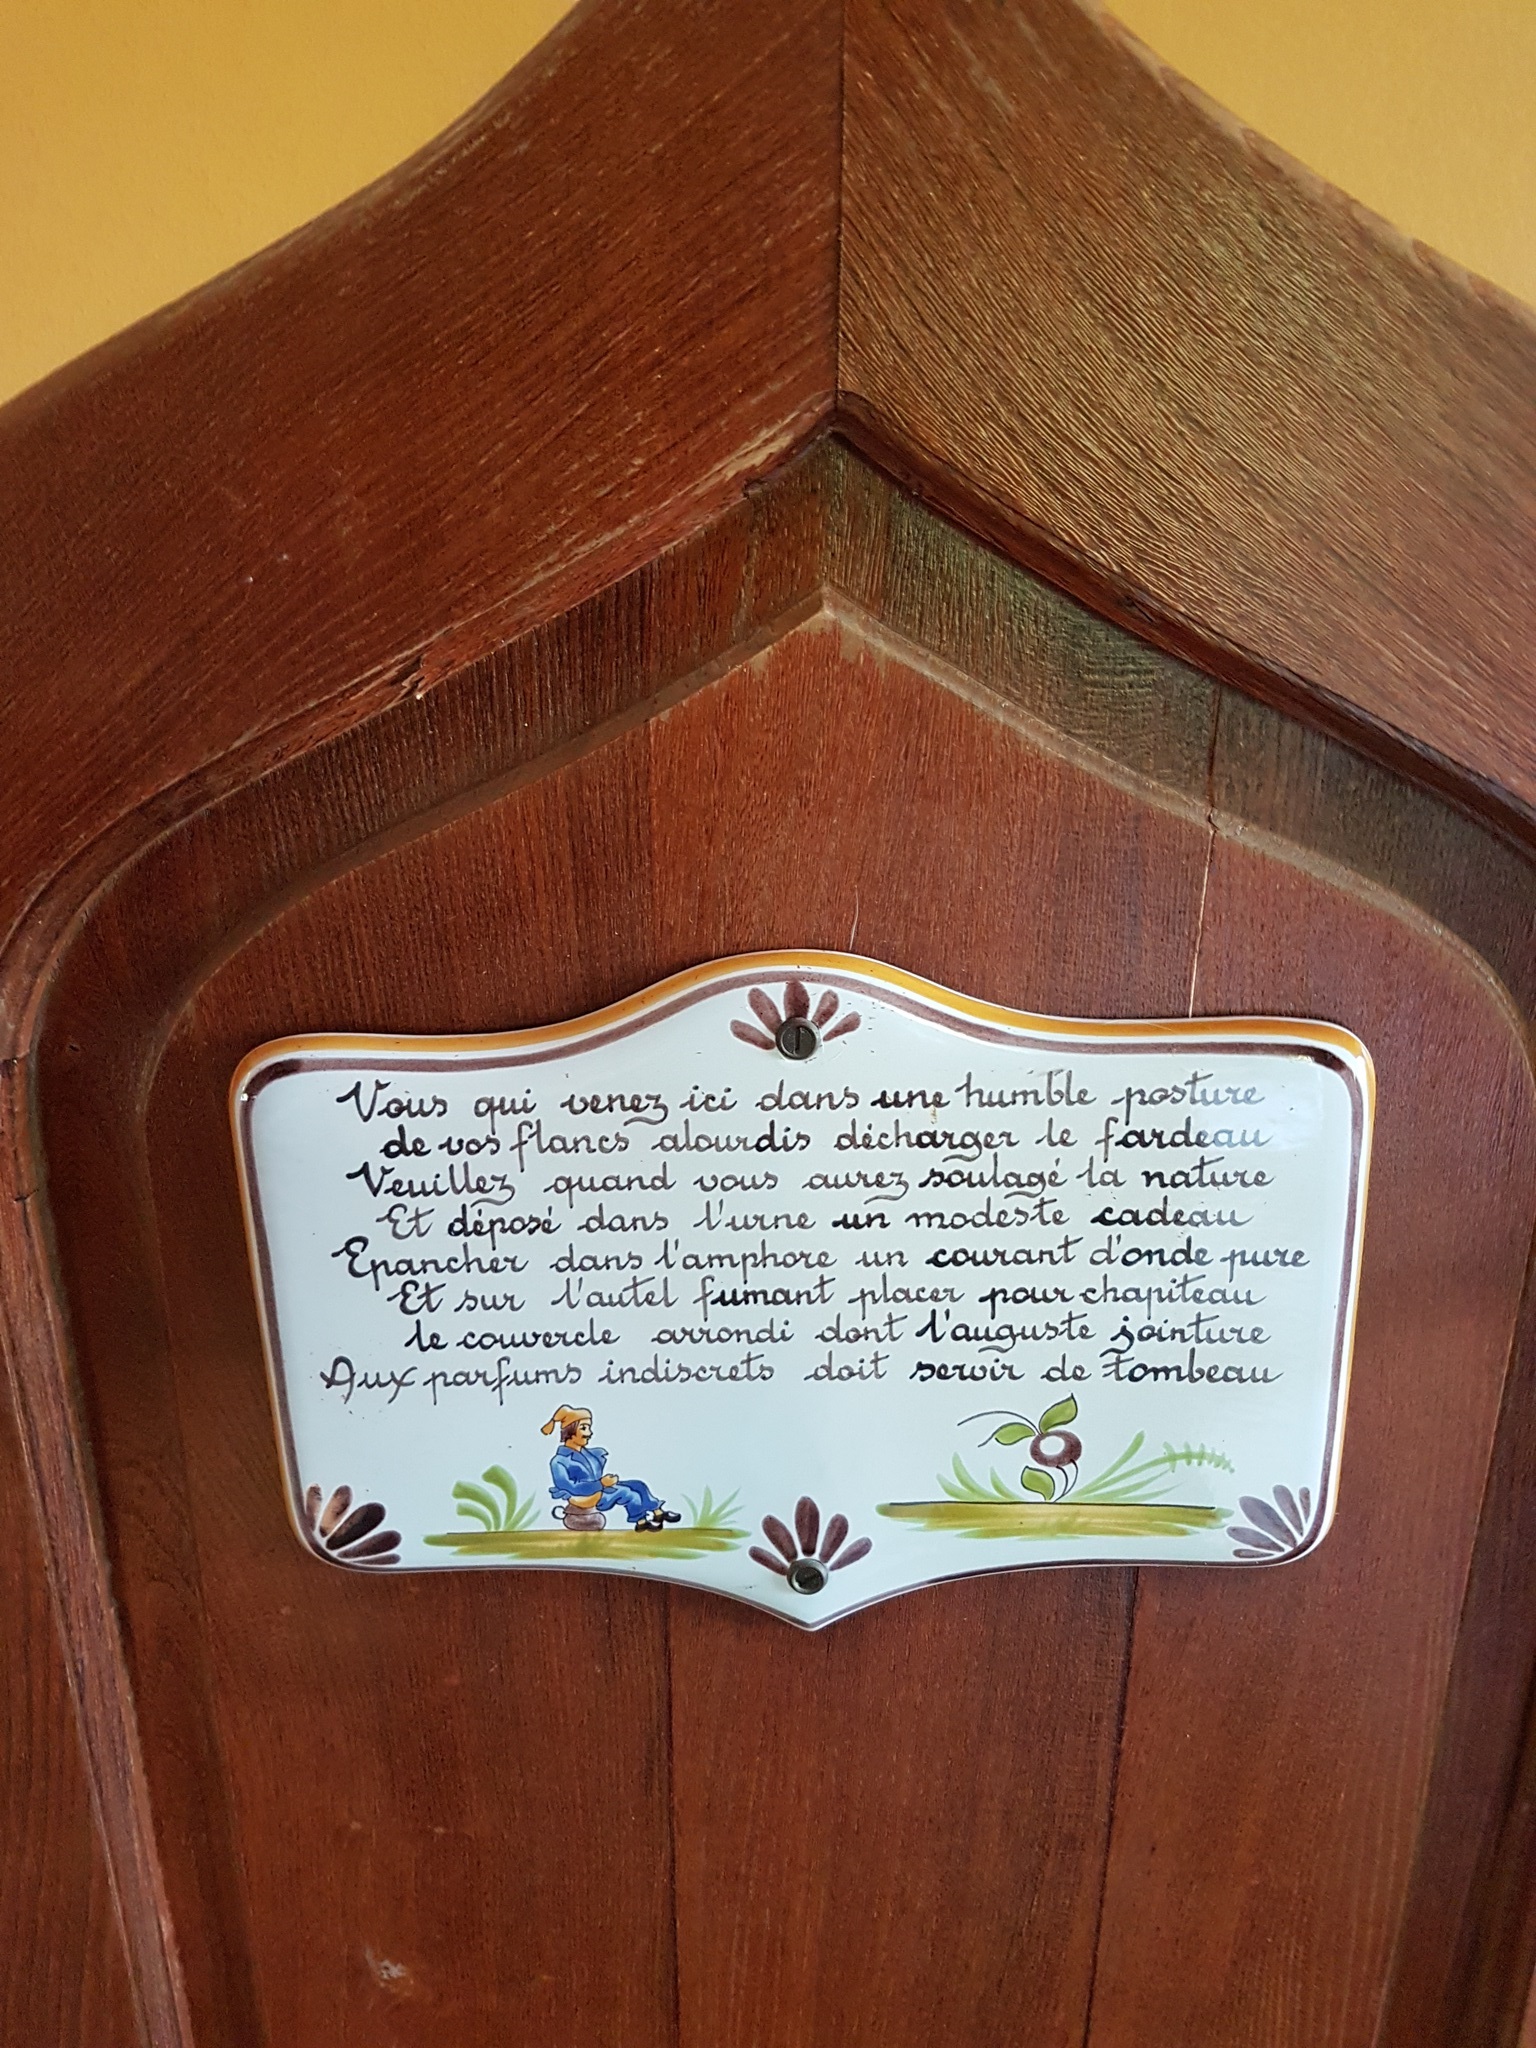 Vous qui venez ici dans une humble posture
de vos flancs alourdis décharger le fardeau
Veuillez quand vous aurez soulagé la nature
Et déposé dans l'urne un modeste cadeau
Epancher dans l'amphore un courant d'onde pure
Et sur l'autel fumant placer pour chapiteau
le couvercle arrondi dont l'auguste jointure
Aux parfums indiscrets doit servir de tombeau